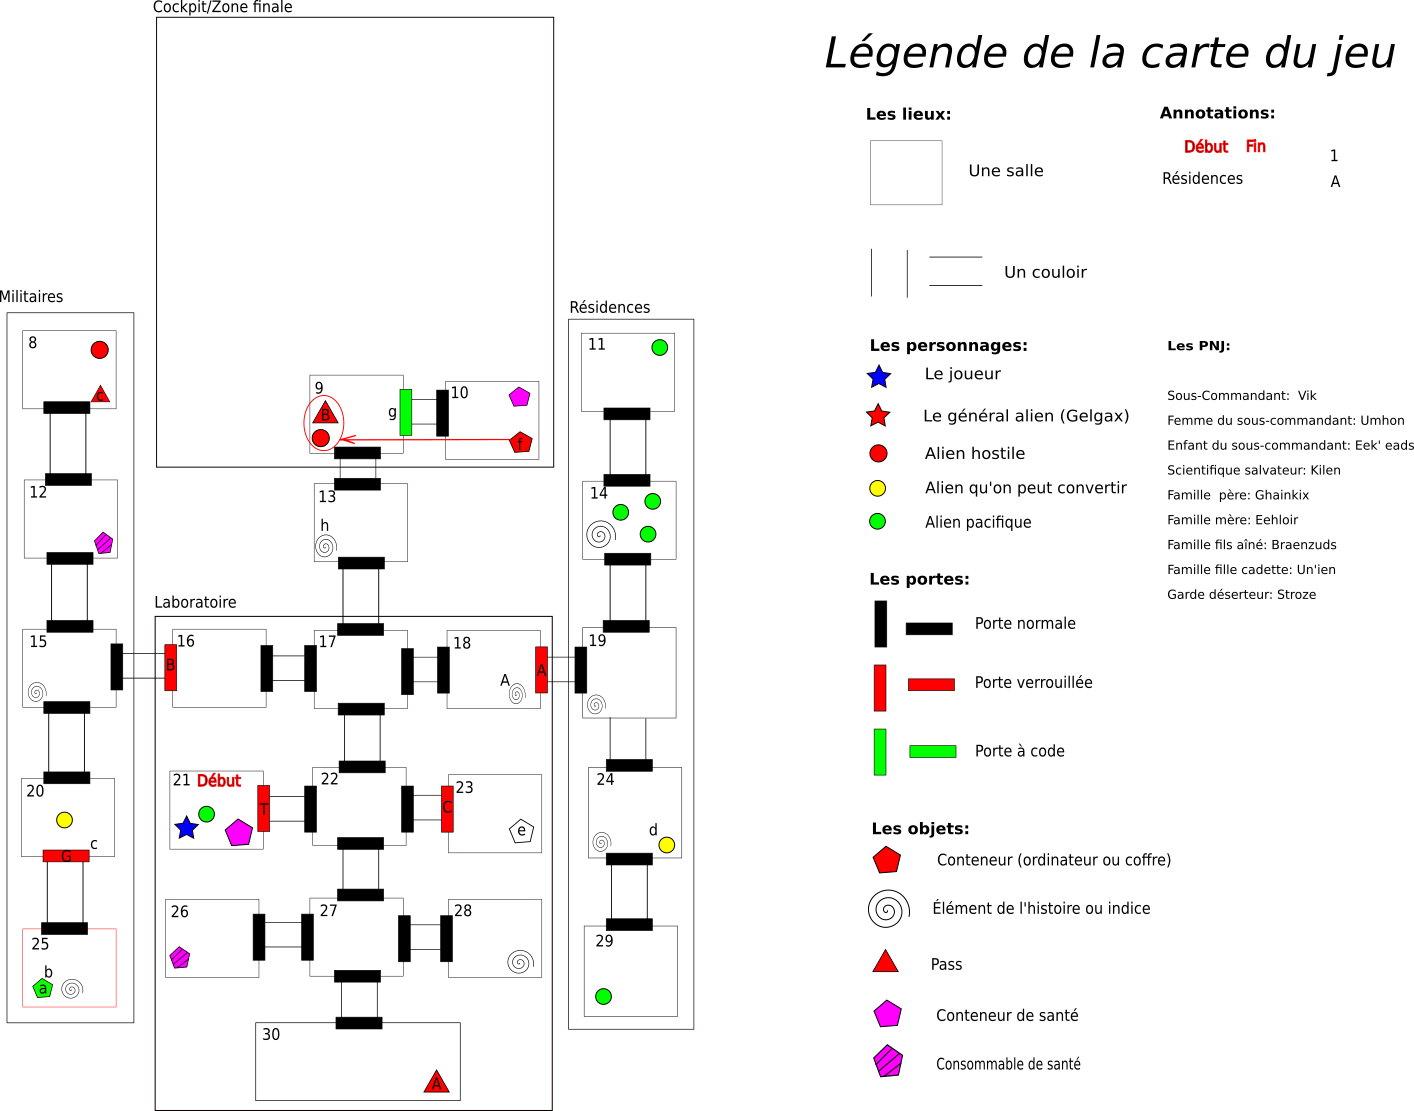 Cockpit/Zone finale
Légende de la carte du jeu
Les lieux:
Annotations:
Début Fin
1
Une salle
Résidences
A
Un couloir
Militaires
Résidences
8
c
11
9
B
g
10
f
Les personnages:
Les PNJ:
Le joueur
Le général alien (Gelgax)
Alien hostile
Alien qu'on peut convertir
Alien pacifique
Sous-Commandant: Vik
Femme du sous-commandant: Umhon
Enfant du sous-commandant: Eek' eads
Scientifique salvateur: Kilen
Famille père: Ghainkix
Famille mère: Eehloir
Famille fils aîné: Braenzuds
Famille fille cadette: Un'ien
Garde déserteur: Stroze
12
13
h
14
Les portes:
Porte normale
Porte verrouillée
Porte à code
Laboratoire
15
B
16
17
18
A
A
19
20
c
G
21 Début
T
22
C
23
e
24
d
Les objets:
Conteneur (ordinateur ou coffre)
Élément de l'histoire ou indice
Pass
Conteneur de santé
Consommable de santé
25
b
a
26
27
28
29
30
A